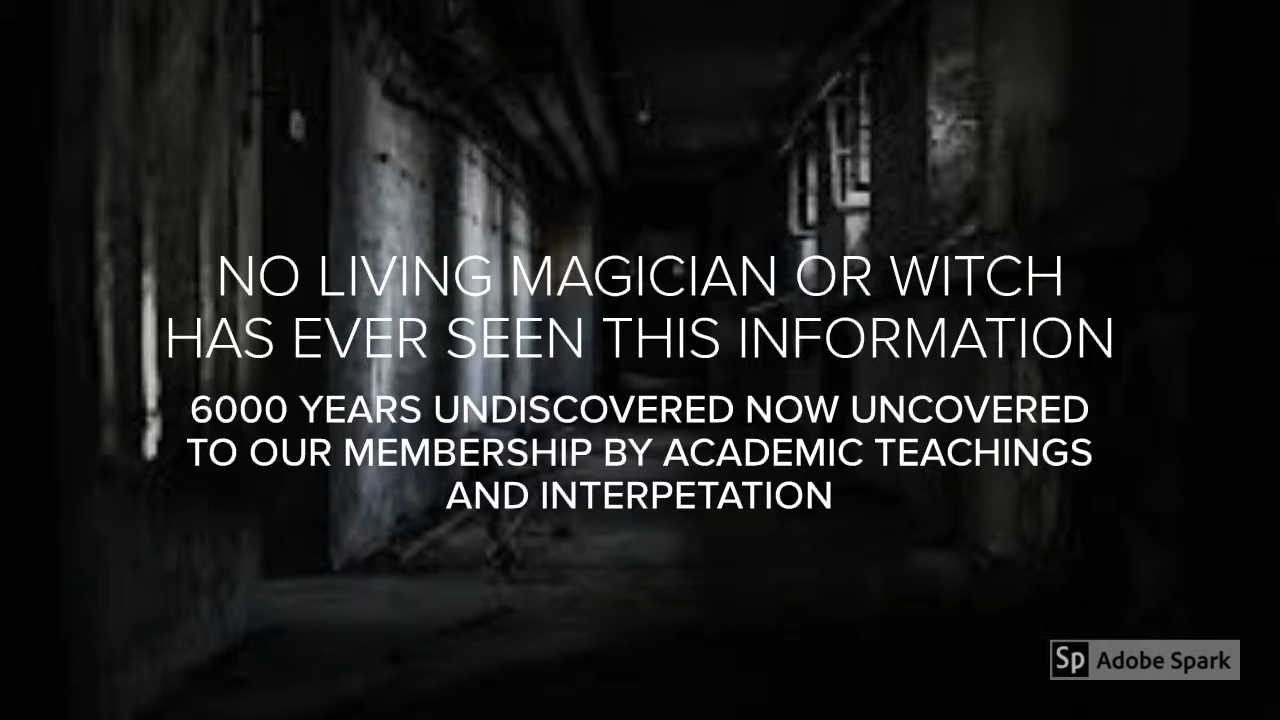 NO LIVING MAGICIAN OR WITCH
HAS EVER SEEN THIS INFORMATION
6000 YEARS UNDISCOVERED NOW UNCOVERED
TO OUR MEMBERSHIP BY ACADEMIC TEACHINGS
AND INTERPETATION
Sp Adobe Spark